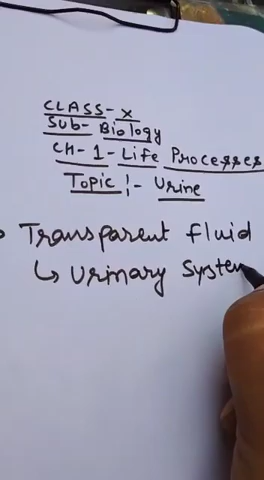 CLASS - X
Sub - Biology
CH - 1 - Life Processes
Topic :- Urine
Transparent fluid
↳ Urinary System